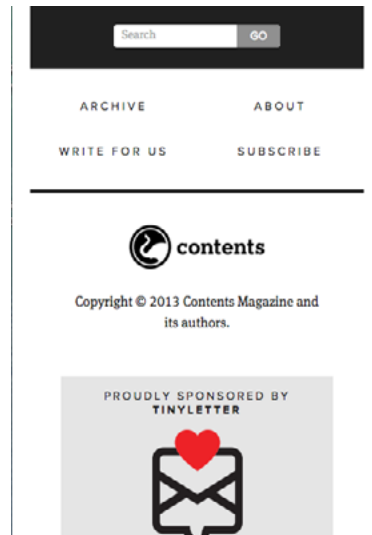 Search GO
ARCHIVE ABOUT
WRITE FOR US SUBSCRIBE
contents
Copyright © 2013 Contents Magazine and
its authors.
PROUDLY SPONSORED BY
TINYLETTER